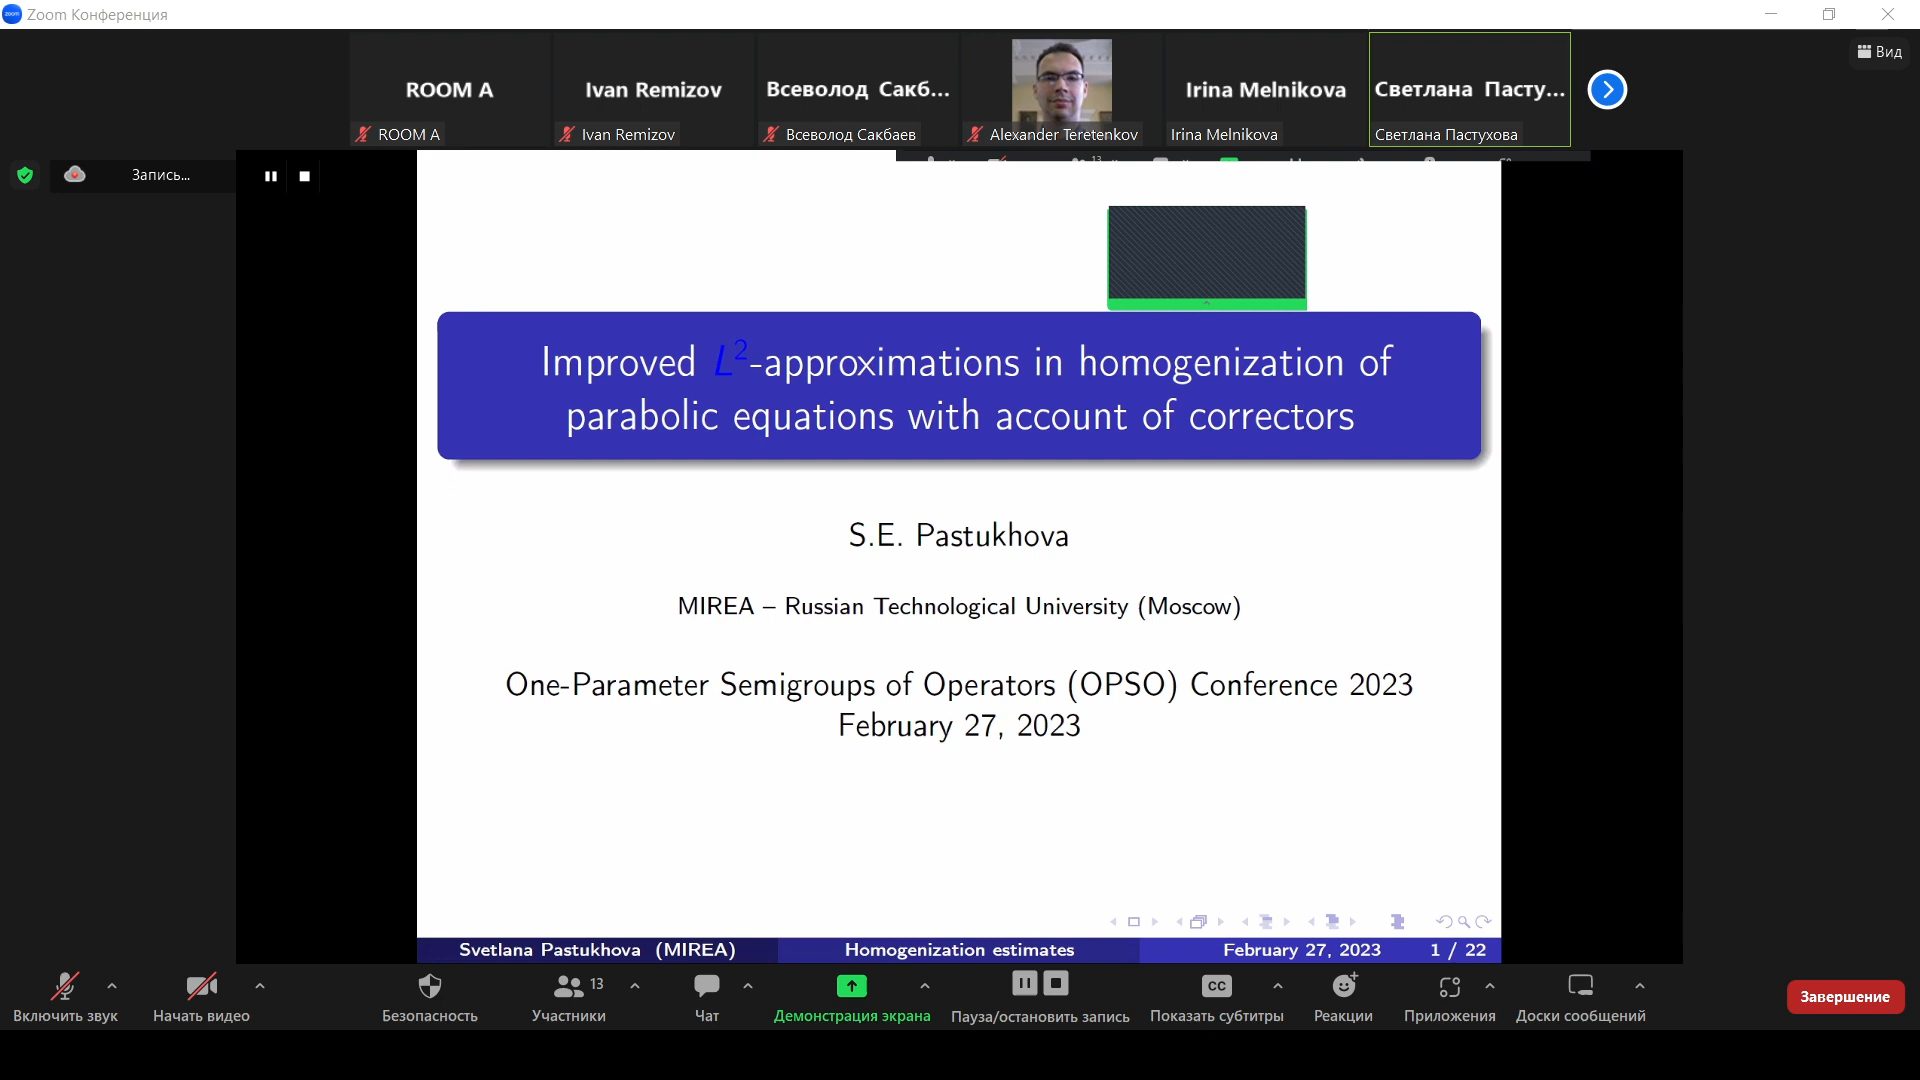 Zoom Конференция
ROOM A
Ivan Remizov
Всеволод Сакб...
Irina Melnikova
Светлана Пасту...
Вид
ROOM A
Ivan Remizov
Всеволод Сакбаев
Alexander Teretenkov
Irina Melnikova
Светлана Пастухова
Запись...
13
Improved L²-approximations in homogenization of
parabolic equations with account of correctors
S.E. Pastukhova
MIREA – Russian Technological University (Moscow)
One-Parameter Semigroups of Operators (OPSO) Conference 2023
February 27, 2023
Svetlana Pastukhova (MIREA)
Homogenization estimates
February 27, 2023
1 / 22
13
CC
Включить звук
Начать видео
Безопасность
Участники
Чат
Демонстрация экрана
Пауза/остановить запись
Показать субтитры
Реакции
Приложения
Доски сообщений
Завершение